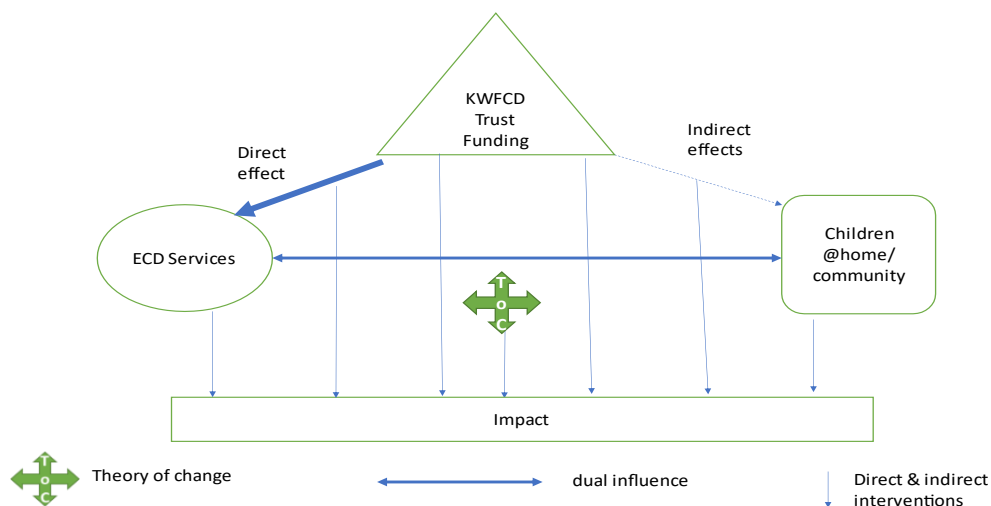 KWFCD
Trust
Funding
Direct
effect
Indirect
effects
ECD Services
Children
@home/
community
T
o
C
Impact
T
o
C
Theory of change
dual influence
Direct & indirect
interventions